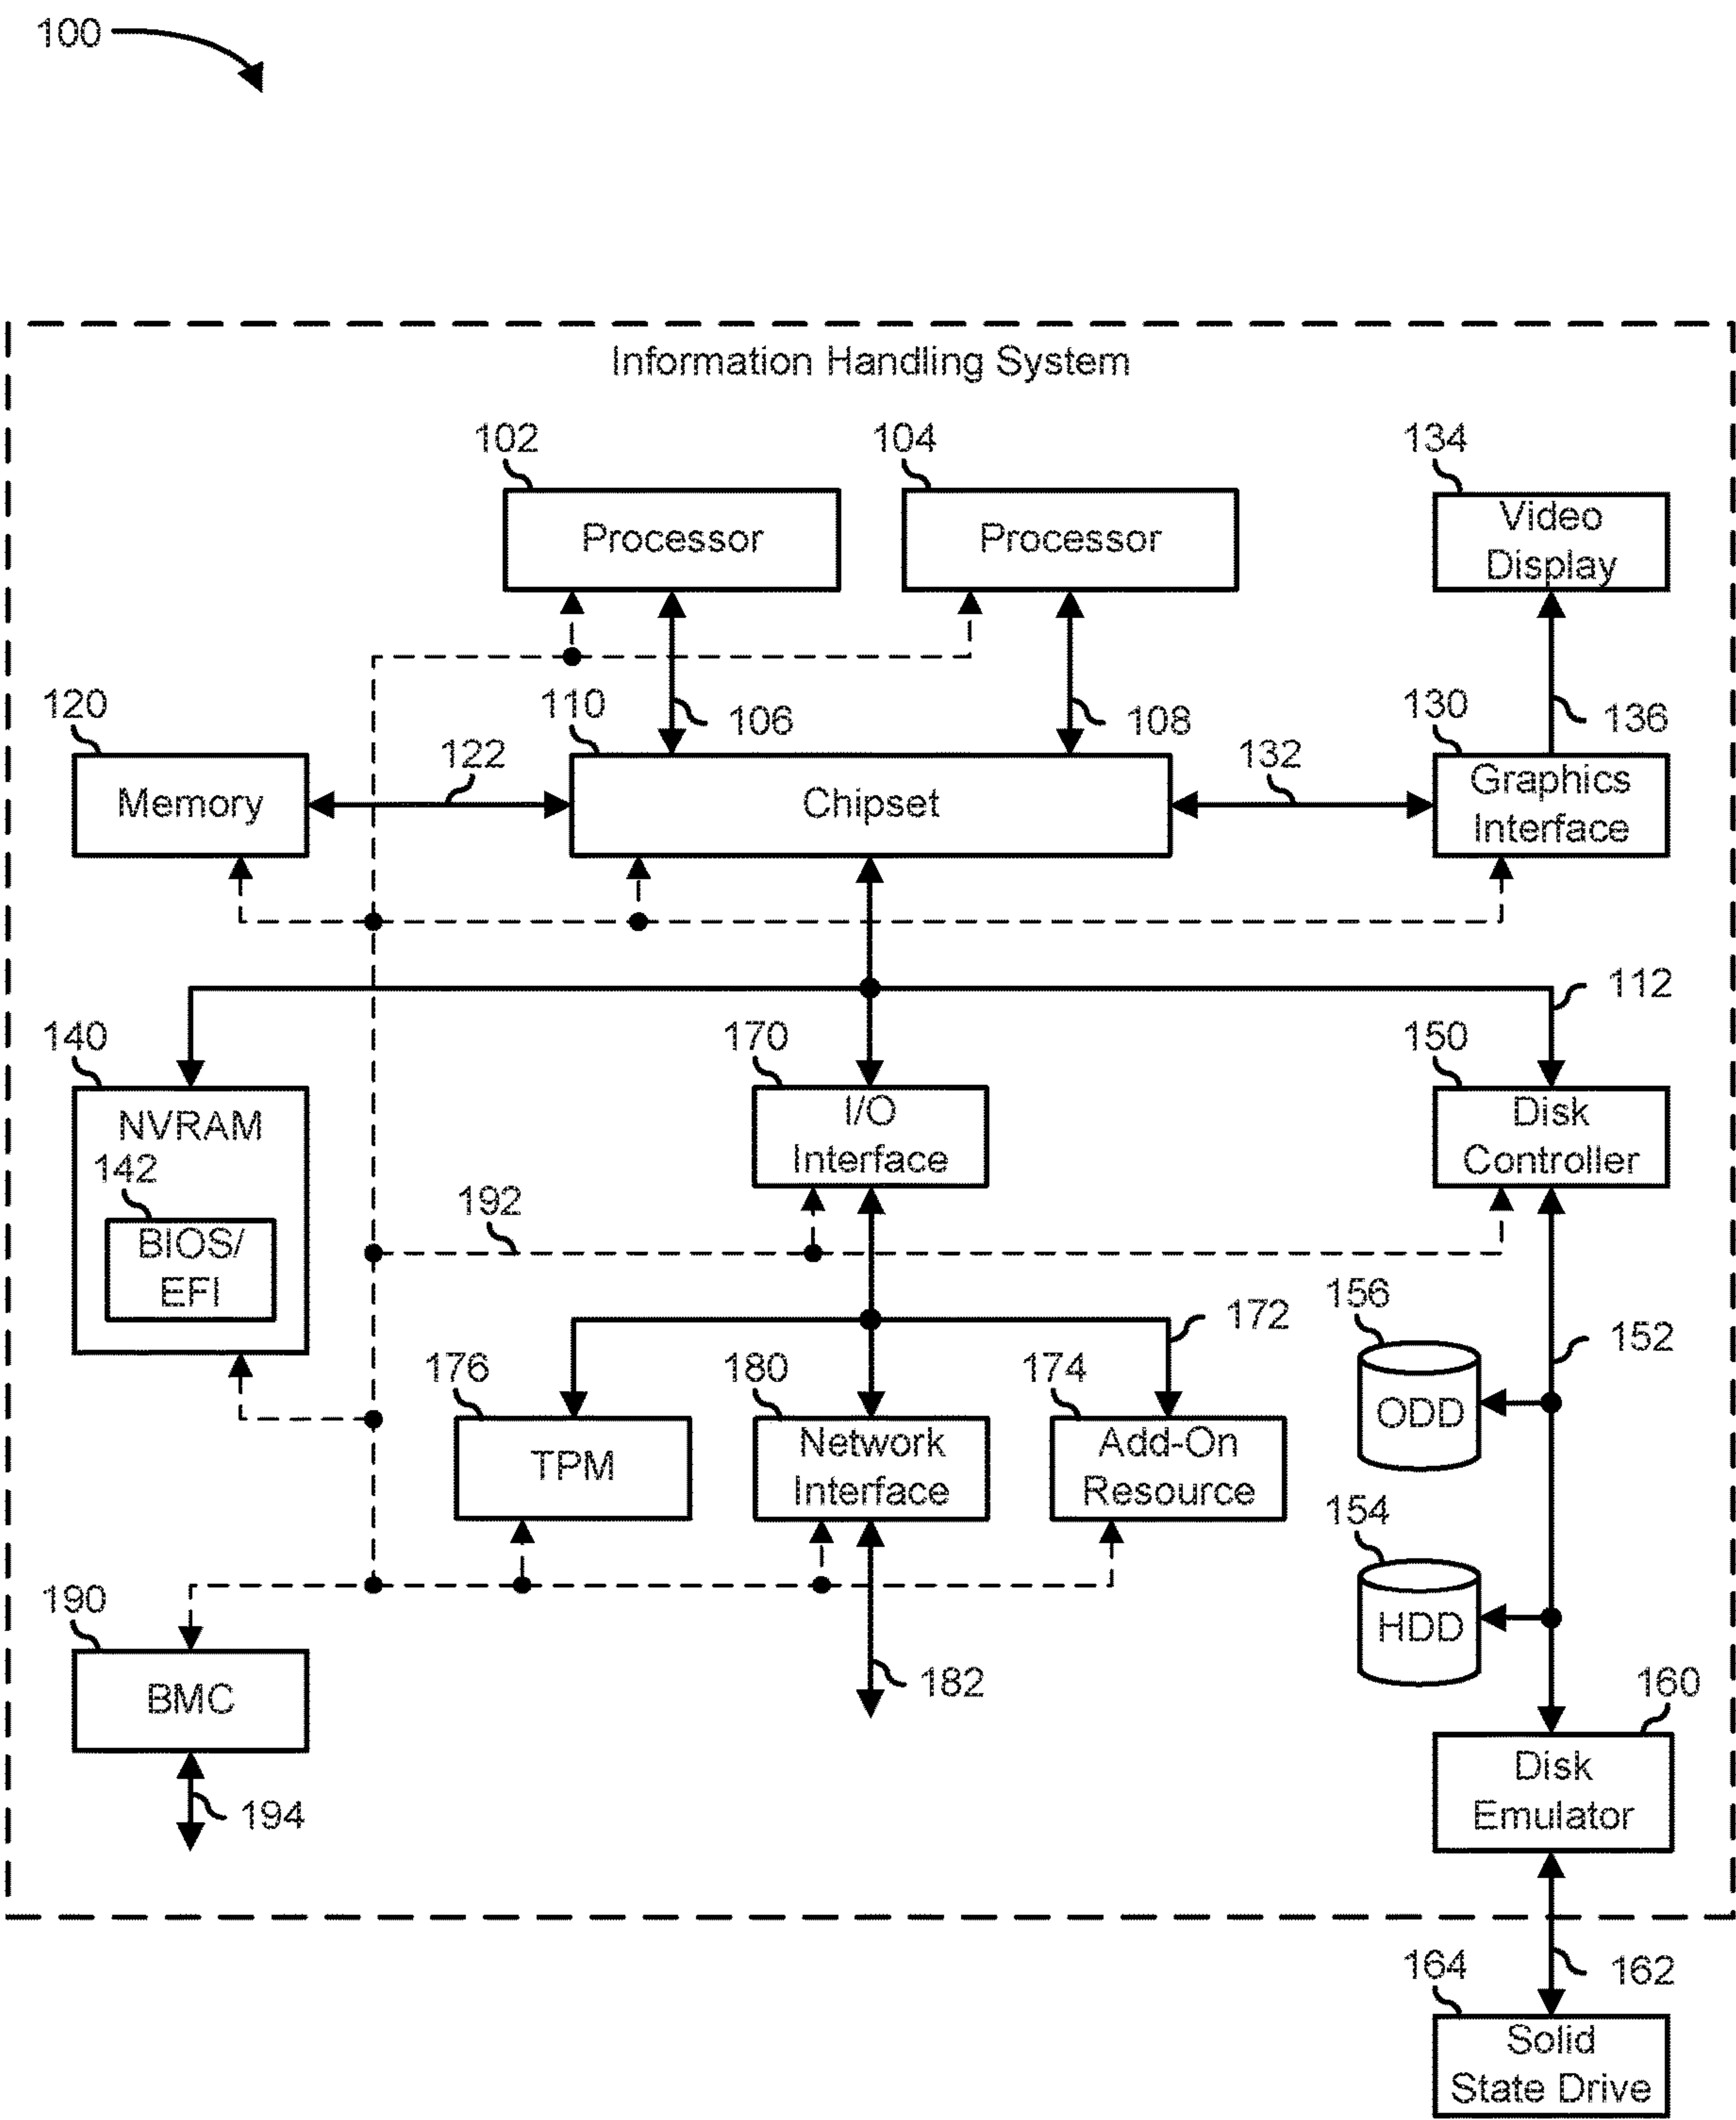 100
Information Handling System
102
104
134
Processor
Processor
Video
Display
120
110
106
108
130
136
122
132
Memory
Chipset
Graphics
Interface
112
140
170
150
NVRAM
I/O
Interface
Disk
Controller
142
BIOS/
EFI
192
172
156
152
176
180
174
ODD
TPM
Network
Interface
Add-On
Resource
154
HDD
190
182
160
BMC
Disk
Emulator
194
164
162
Solid
State Drive